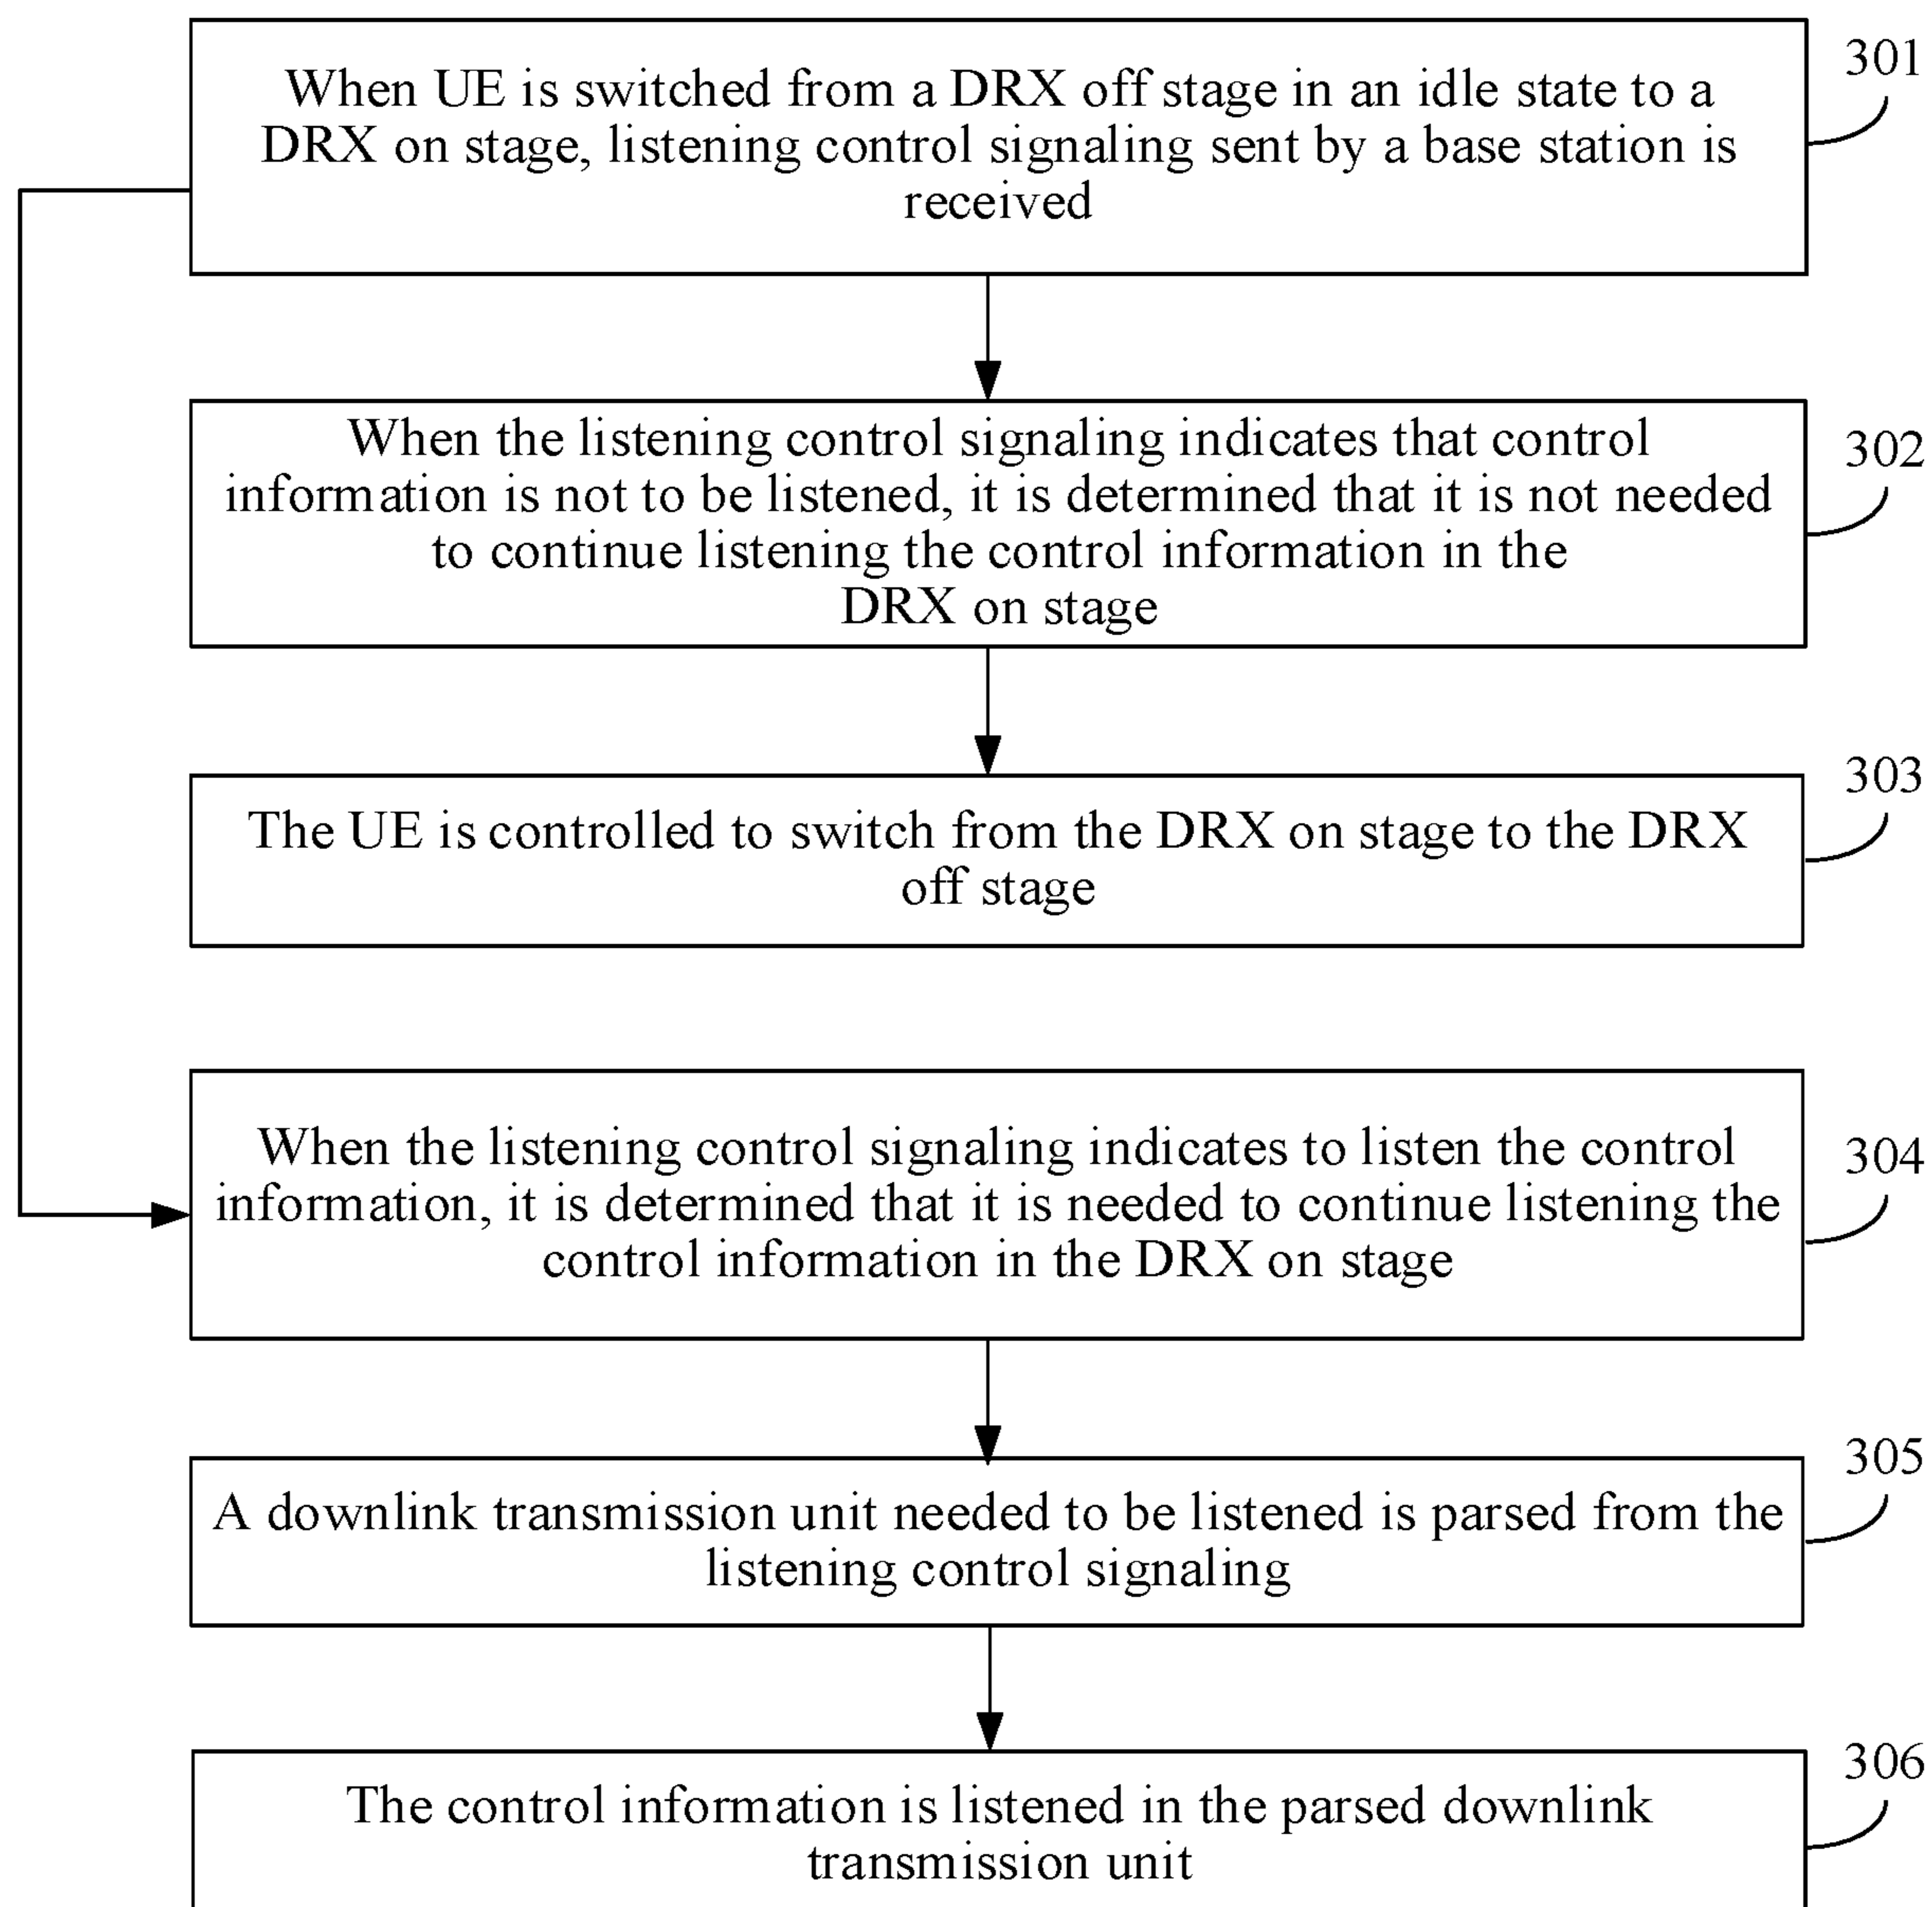 When UE is switched from a DRX off stage in an idle state to a
DRX on stage, listening control signaling sent by a base station is
received
301
When the listening control signaling indicates that control
information is not to be listened, it is determined that it is not needed
to continue listening the control information in the
DRX on stage
302
The UE is controlled to switch from the DRX on stage to the DRX
off stage
303
When the listening control signaling indicates to listen the control
information, it is determined that it is needed to continue listening the
control information in the DRX on stage
304
A downlink transmission unit needed to be listened is parsed from the
listening control signaling
305
The control information is listened in the parsed downlink
transmission unit
306